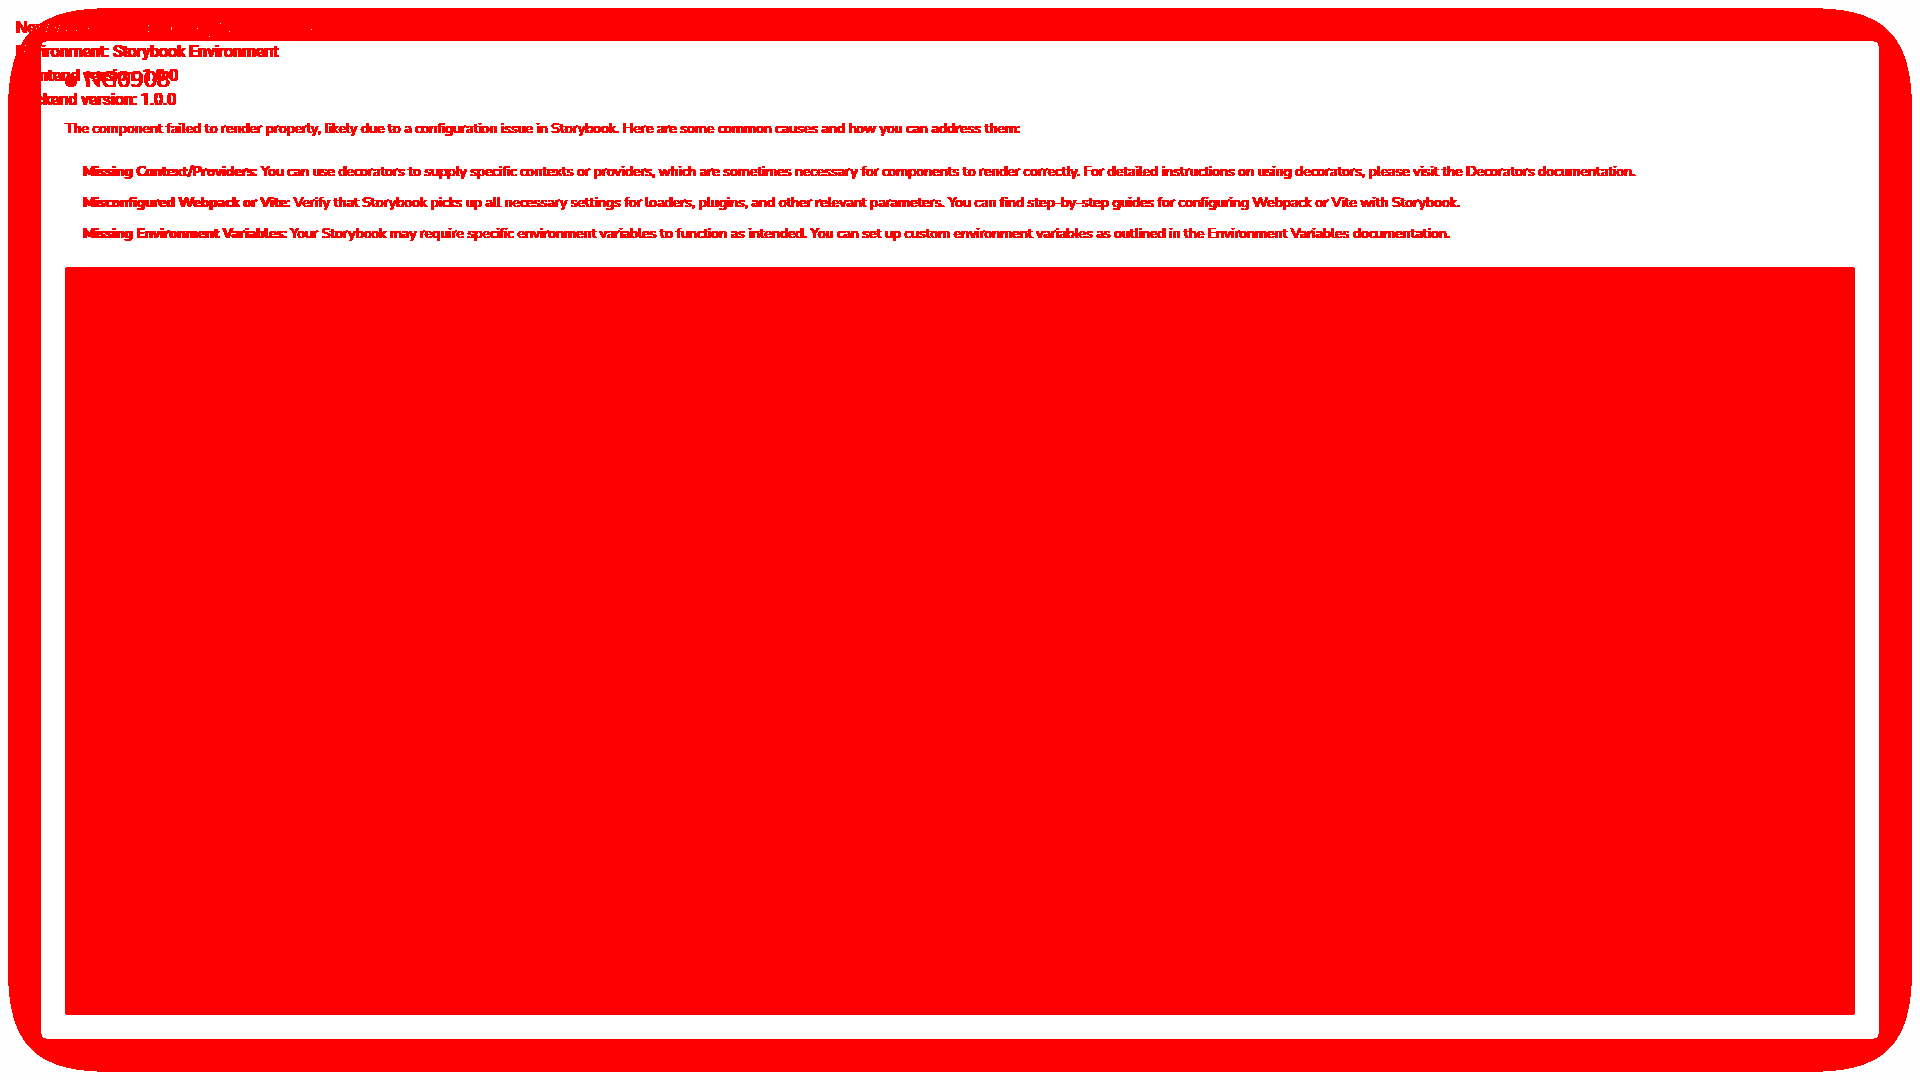 Environment: Storybook Environment
Frontend version: 1.0.0
NG0908
Backend version: 1.0.0
The component failed to render properly, likely due to a configuration issue in Storybook. Here are some common causes and how you can address them:
Missing Context/Providers: You can use decorators to supply specific contexts or providers, which are sometimes necessary for components to render correctly. For detailed instructions on using decorators, please visit the Decorators documentation.
Misconfigured Webpack or Vite: Verify that Storybook picks up all necessary settings for loaders, plugins, and other relevant parameters. You can find step-by-step guides for configuring Webpack or Vite with Storybook.
Missing Environment Variables: Your Storybook may require specific environment variables to function as intended. You can set up custom environment variables as outlined in the Environment Variables documentation.